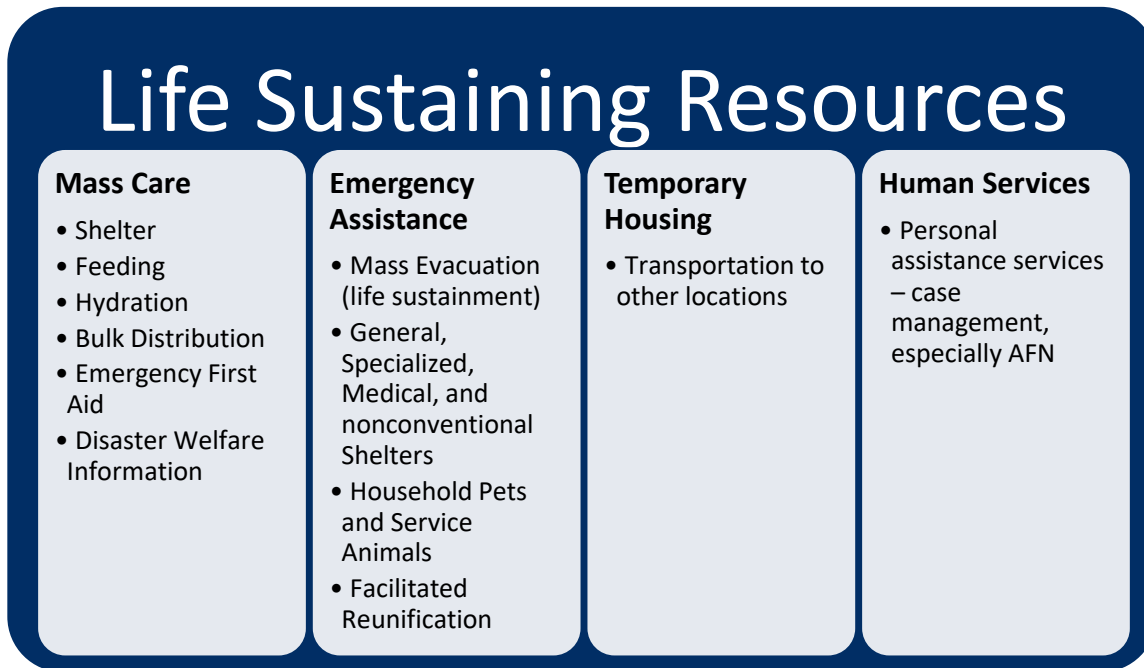 Life Sustaining Resources
Mass Care
• Shelter
• Feeding
• Hydration
• Bulk Distribution
• Emergency First
Aid
• Disaster Welfare
Information
Emergency
Assistance
• Mass Evacuation
(life sustainment)
• General,
Specialized,
Medical, and
nonconventional
Shelters
• Household Pets
and Service
Animals
• Facilitated
Reunification
Temporary
Housing
• Transportation to
other locations
Human Services
• Personal
assistance services
– case
management,
especially AFN